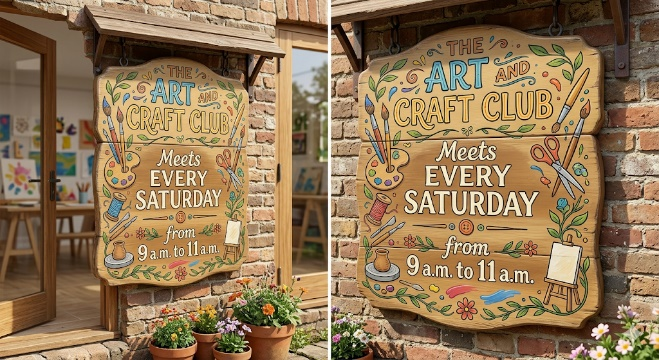 THE
ART AND
CRAFT CLUB
Meets
EVERY
SATURDAY
from
9 a.m. to 11 a.m.
THE
ART AND
CRAFT CLUB
Meets
EVERY
SATURDAY
from
9 a.m. to 11 a.m.